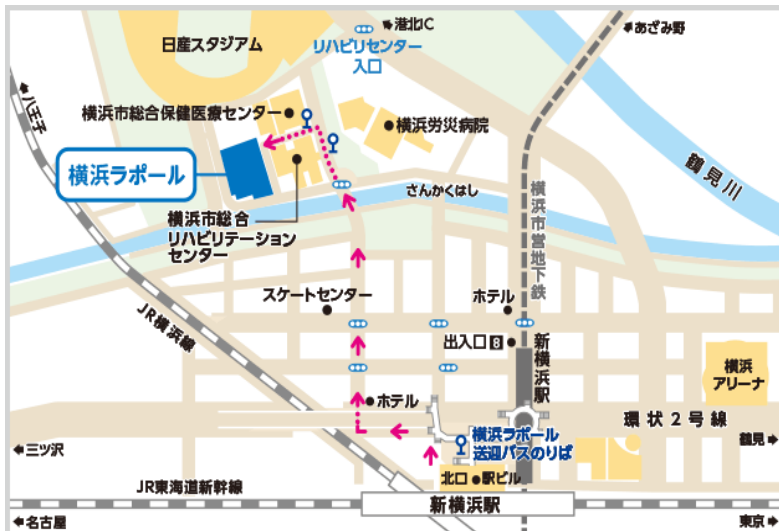 港北IC
日産スタジアム
リハビリセンター
入口
あざみ野
八王子
横浜市総合保健医療センター
横浜労災病院
横浜ラポール
鶴見川
さんかくはし
横浜市総合
リハビリテーション
センター
横浜市営地下鉄
スケートセンター
ホテル
JR横浜線
出入口8
新横浜駅
横浜
アリーナ
ホテル
環状2号線
横浜ラポール
送迎バスのりば
三ツ沢
鶴見
北口
駅ビル
JR東海道新幹線
新横浜駅
名古屋
東京